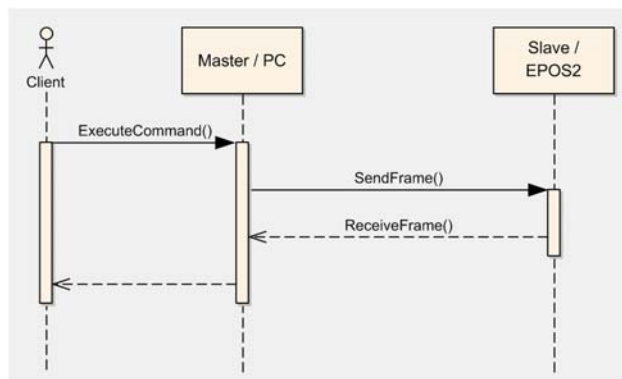 Client
Master / PC
Slave /
EPOS2
ExecuteCommand()
SendFrame()
ReceiveFrame()